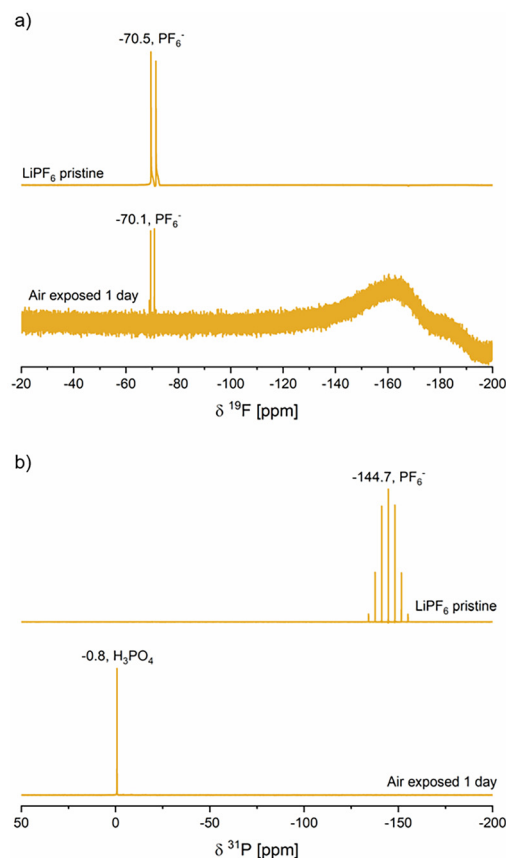 a)
-70.5, PF₆⁻
LiPF₆ pristine
-70.1, PF₆⁻
Air exposed 1 day
-20 -40 -60 -80 -100 -120 -140 -160 -180 -200
δ ¹⁹F [ppm]
b)
-144.7, PF₆⁻
LiPF₆ pristine
-0.8, H₃PO₄
Air exposed 1 day
50 0 -50 -100 -150 -200
δ ³¹P [ppm]